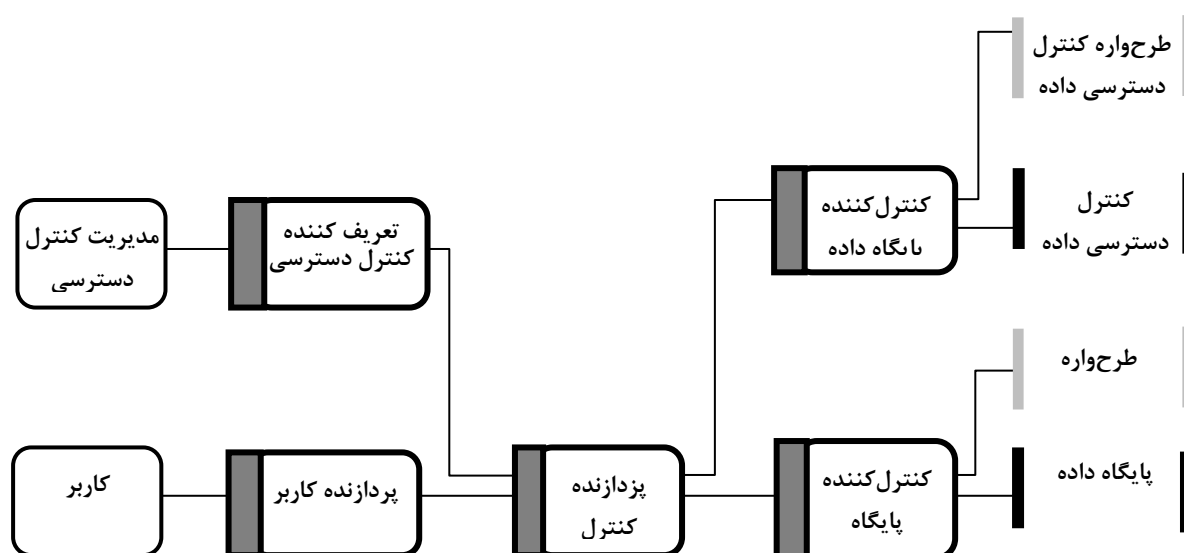 طرح‌واره کنترل
دسترسی داده
کنترل
دسترسی داده
کنترل‌کننده
پایگاه داده
تعریف کننده
کنترل دسترسی
مدیریت کنترل
دسترسی
طرح‌واره
پایگاه داده
کنترل‌کننده
پایگاه
پزدازنده
کنترل
پردازنده کاربر
کاربر